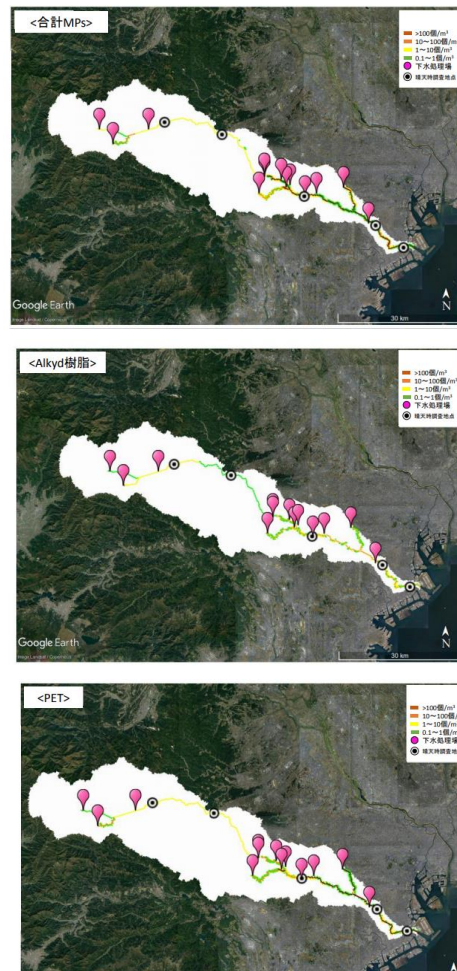 <合計MPs>
>100個/m³
10～100個/m³
1～10個/m³
0.1～1個/m³
下水処理場
晴天時調査地点
N
Google Earth
30 km
<Alkyd樹脂>
>100個/m³
10～100個/m³
1～10個/m³
0.1～1個/m³
下水処理場
晴天時調査地点
N
Google Earth
30 km
<PET>
>100個/m³
10～100個/m
1～10個/m³
0.1～1個/m³
下水処理場
晴天時調査地